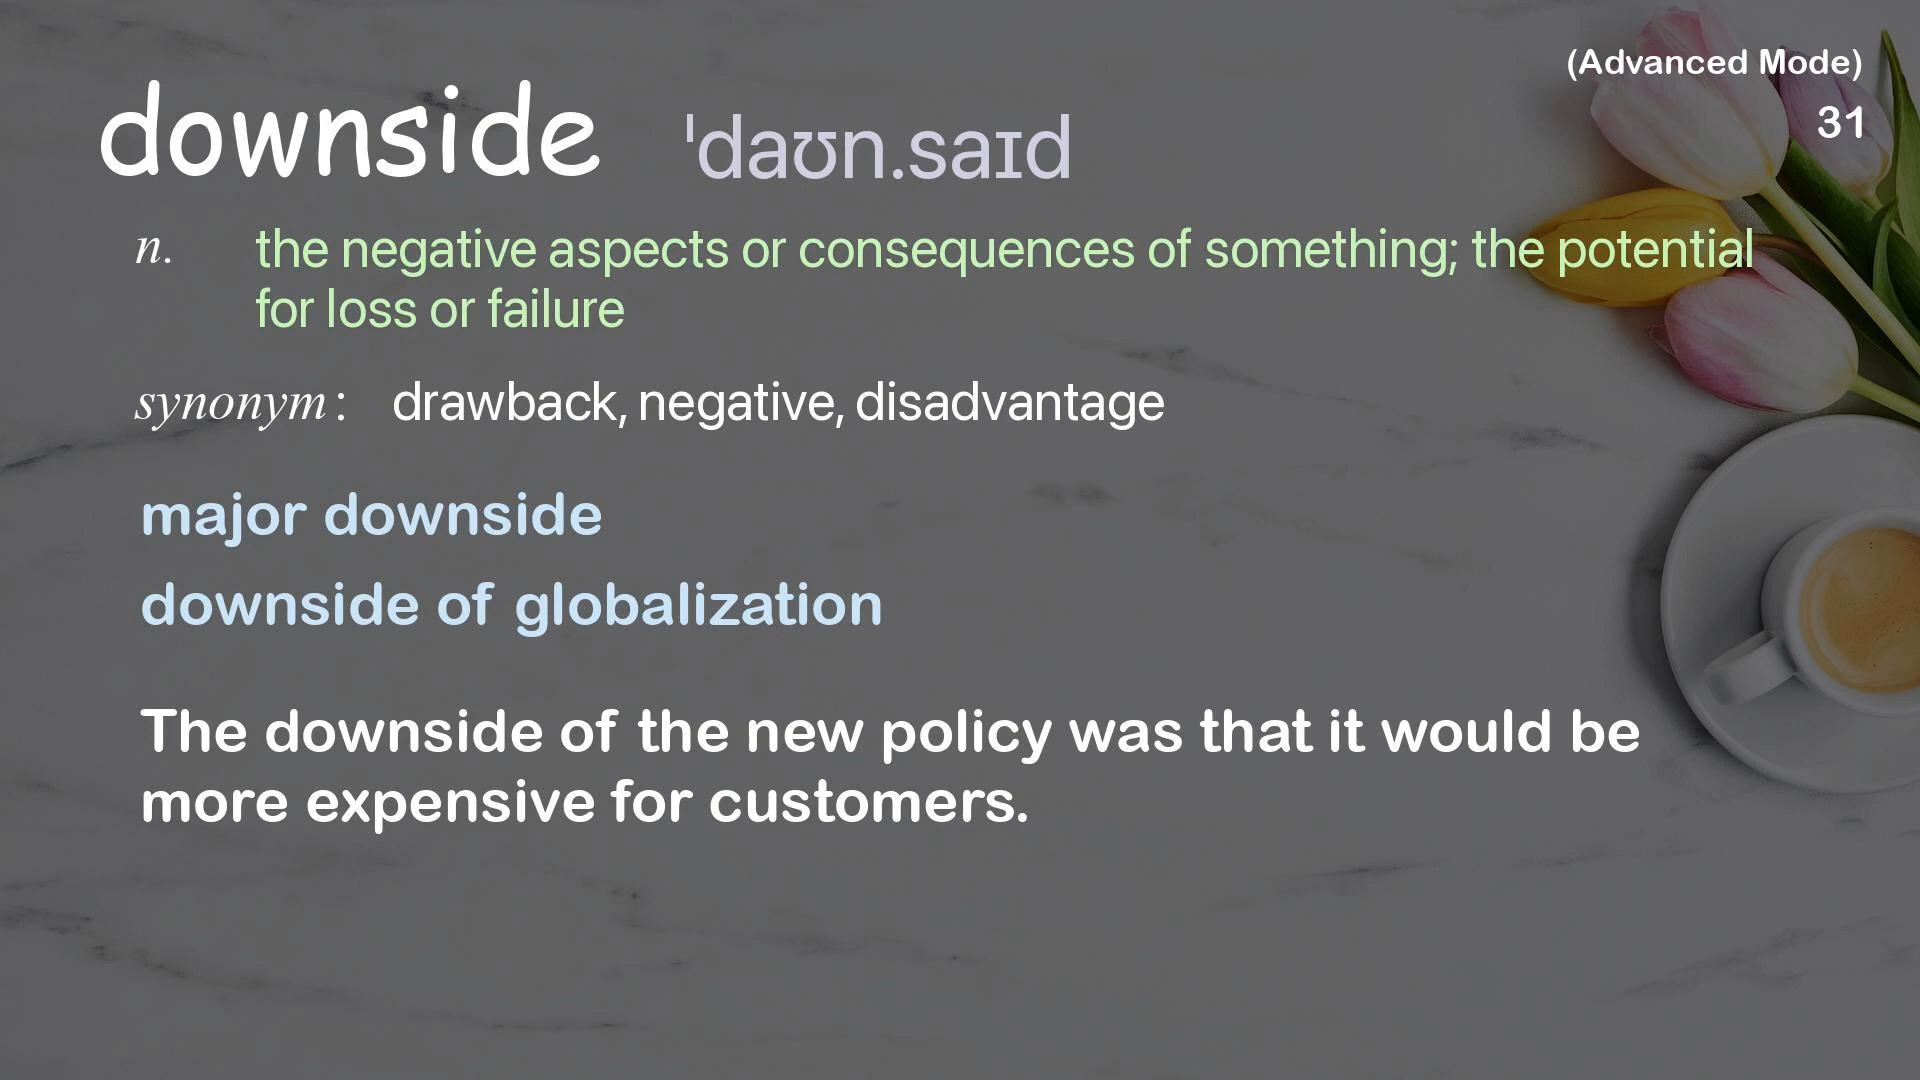 (Advanced Mode)
31
downside ˈdaʊn.saɪd
n. the negative aspects or consequences of something; the potential
for loss or failure
synonym : drawback, negative, disadvantage
major downside
downside of globalization
The downside of the new policy was that it would be
more expensive for customers.